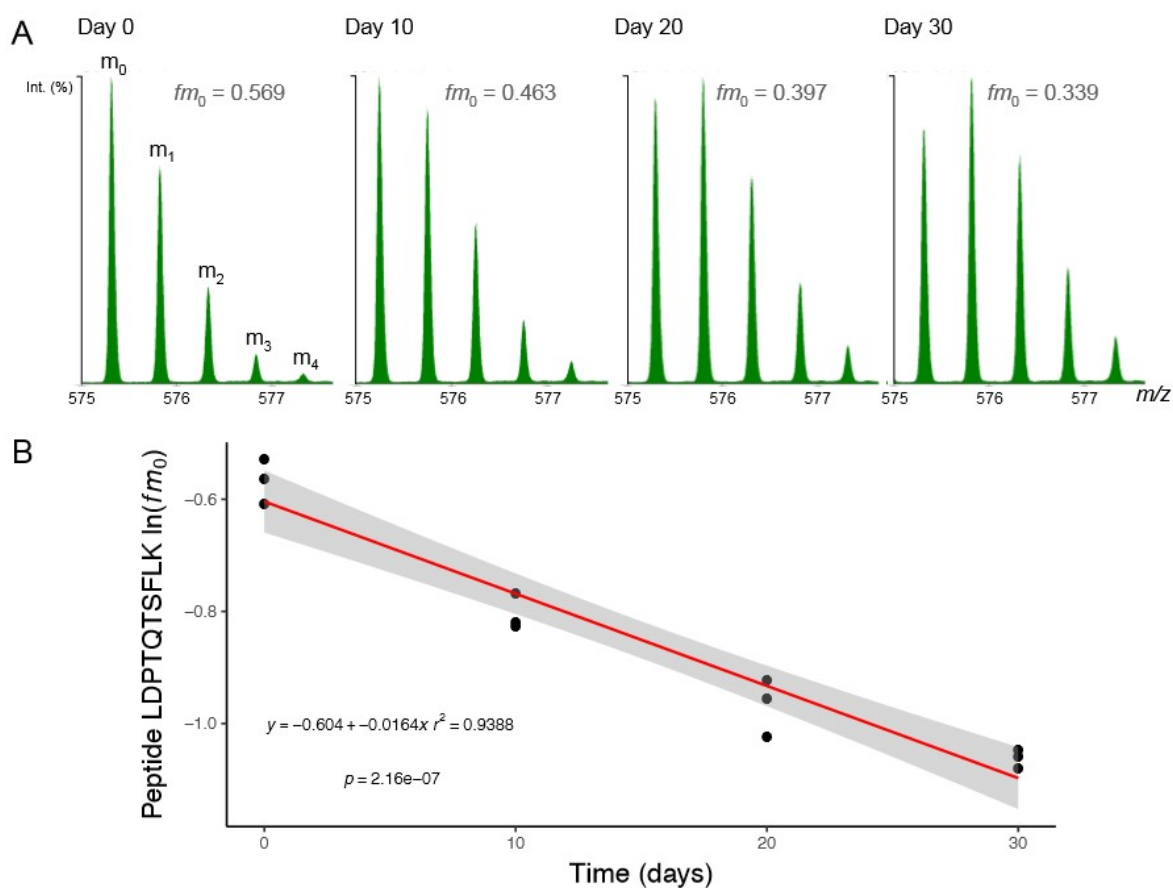 A
Day 0
Day 10
Day 20
Day 30
Int. (%)
m0
m1
m2
m3
m4
fm0 = 0.569
fm0 = 0.463
fm0 = 0.397
fm0 = 0.339
575 576 577
575 576 577
575 576 577
575 576 577
m/z
B
Peptide LDPTQTSFLK ln(fm0)
−0.6
−0.8
−1.0
y = −0.604 + −0.0164x r² = 0.9388
p = 2.16e−07
0 10 20 30
Time (days)